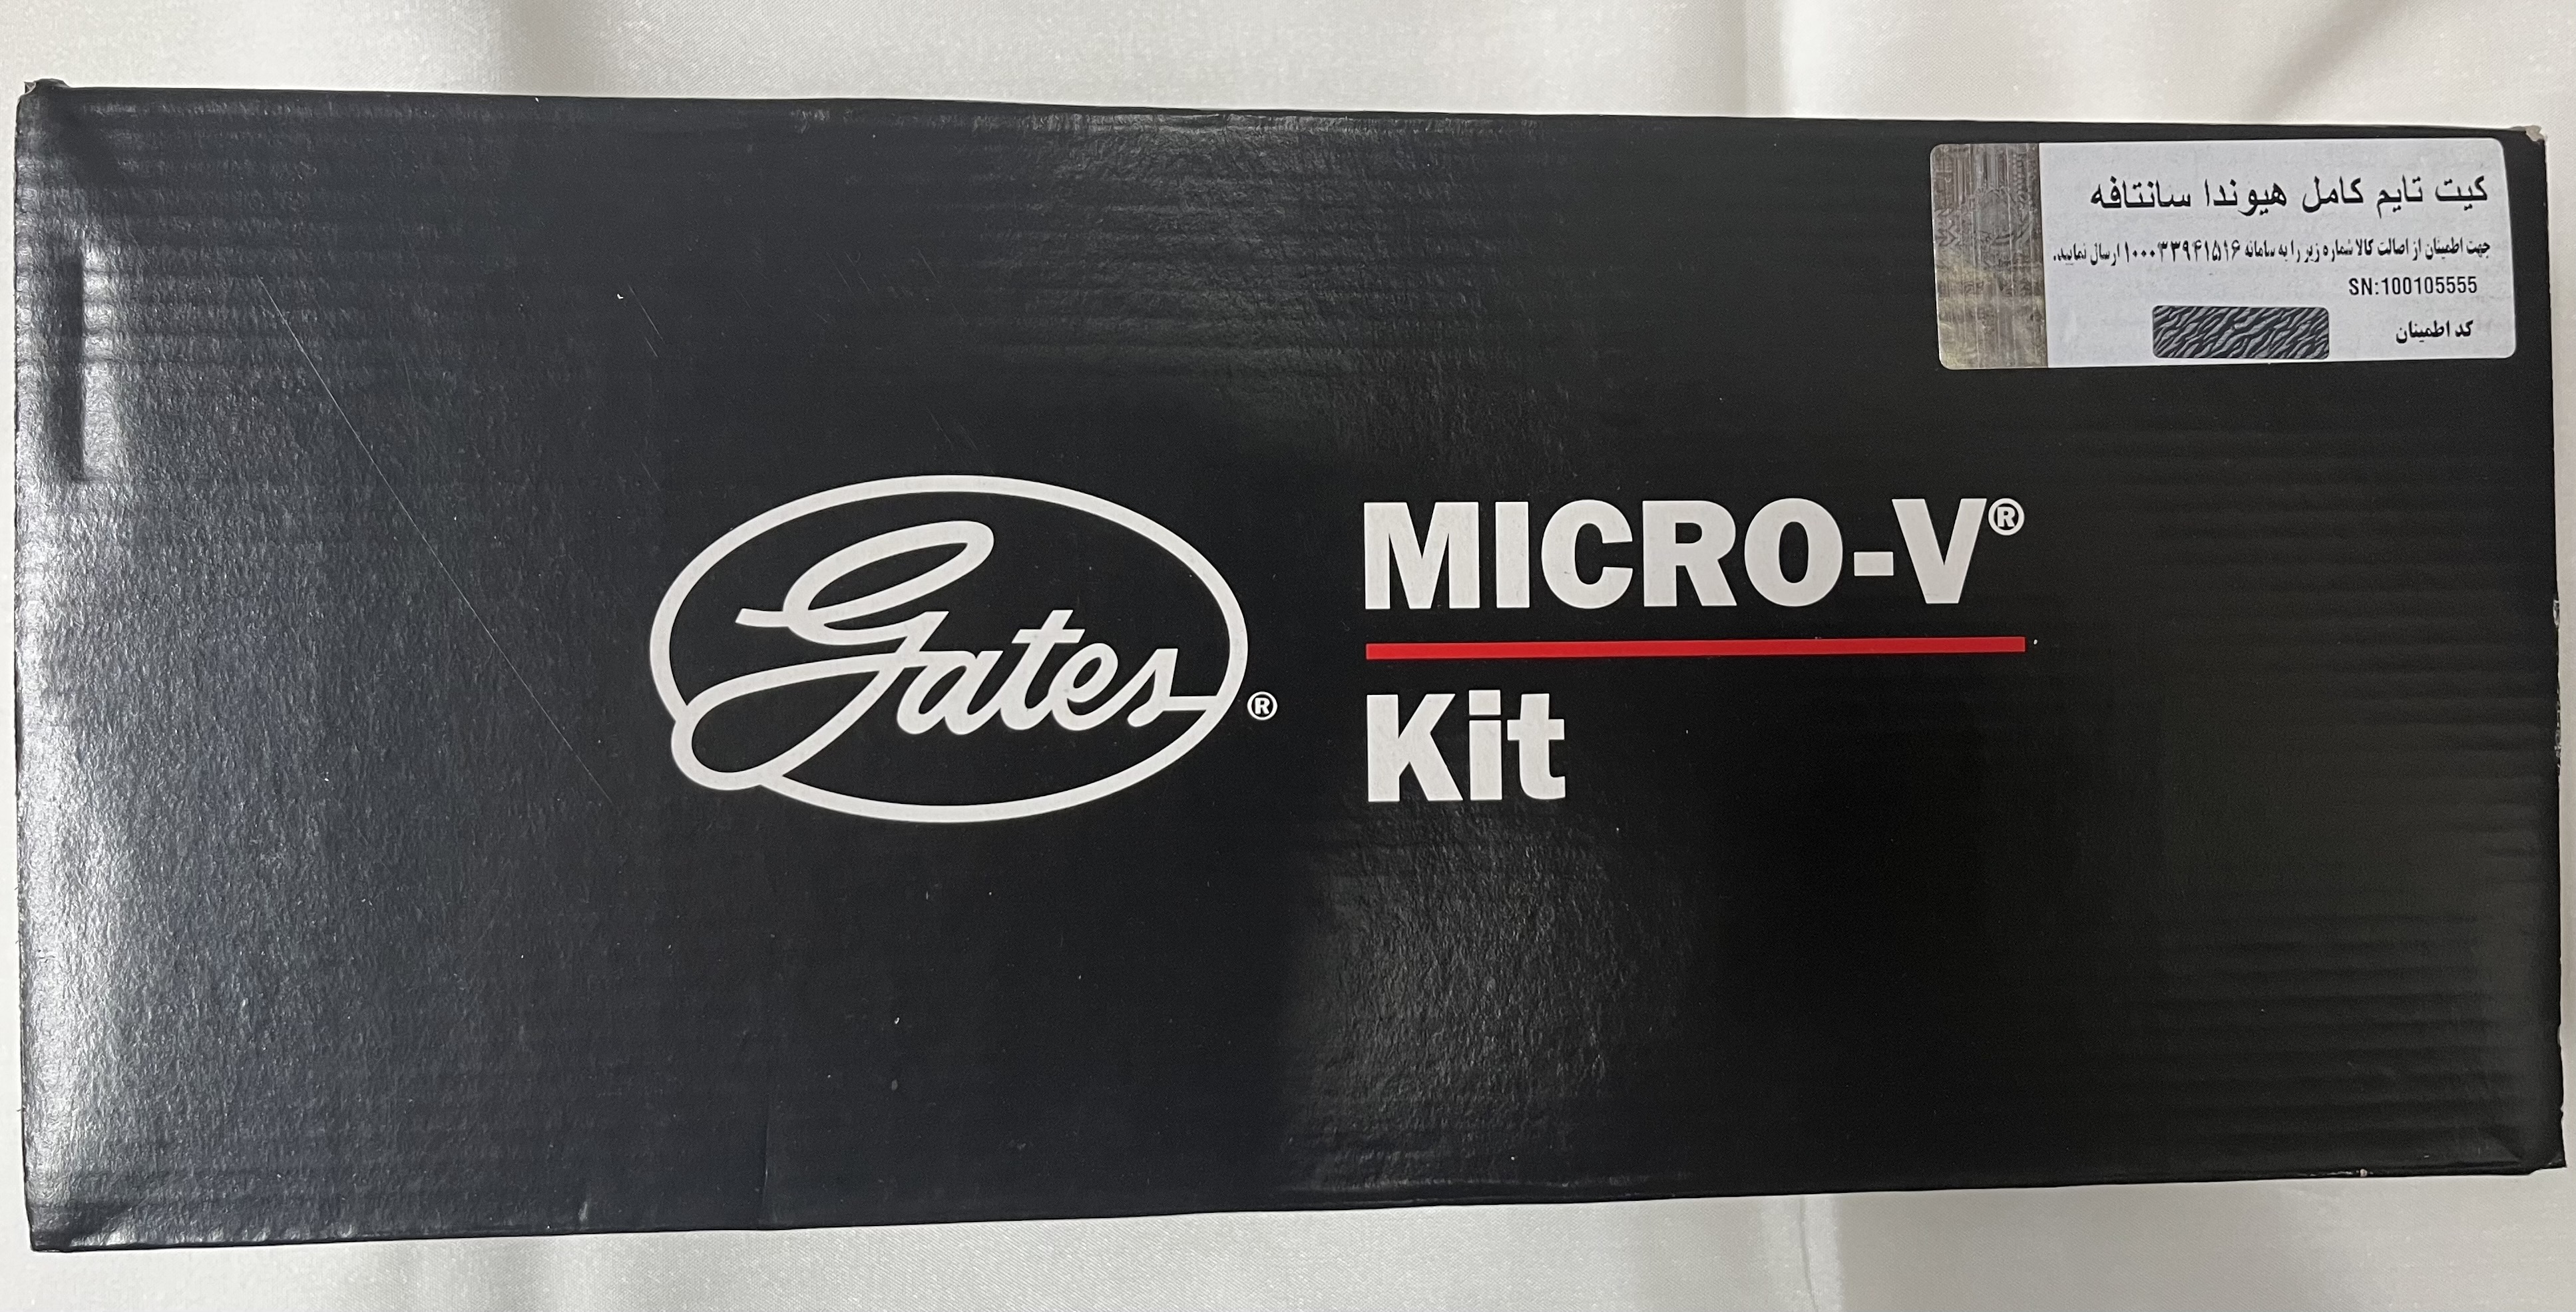 کیت تایم کامل هیوندا سانتافه
جهت اطمینان از اصالت کالا شماره زیر را به سامانه ۱۰۰۰۳۳۹۴۱۵۱۶ ارسال نمایید.
SN:100105555
کد اطمینان
Gates®
MICRO-V®
Kit